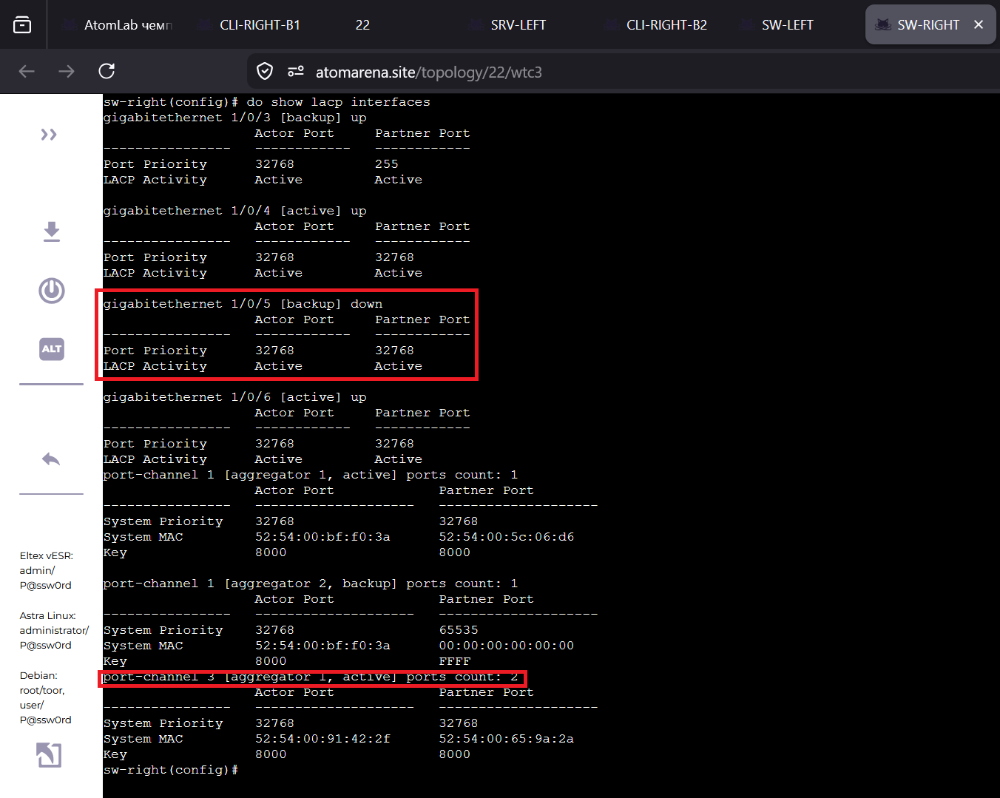 AtomLab чемп
CLI-RIGHT-B1
22
SRV-LEFT
CLI-RIGHT-B2
SW-LEFT
SW-RIGHT
atomarena.site/topology/22/wtc3
sw-right(config)# do show lacp interfaces
gigabitethernet 1/0/3 [backup] up
Actor Port Partner Port
---------------- ------------ ------------
Port Priority 32768 255
LACP Activity Active Active
gigabitethernet 1/0/4 [active] up
Actor Port Partner Port
---------------- ------------ ------------
Port Priority 32768 32768
LACP Activity Active Active
gigabitethernet 1/0/5 [backup] down
Actor Port Partner Port
---------------- ------------ ------------
Port Priority 32768 32768
LACP Activity Active Active
gigabitethernet 1/0/6 [active] up
Actor Port Partner Port
---------------- ------------ ------------
Port Priority 32768 32768
LACP Activity Active Active
port-channel 1 [aggregator 1, active] ports count: 1
Actor Port Partner Port
---------------- -------------------- --------------------
System Priority 32768 32768
System MAC 52:54:00:bf:f0:3a 52:54:00:5c:06:d6
Key 8000 8000
port-channel 1 [aggregator 2, backup] ports count: 1
Actor Port Partner Port
---------------- -------------------- --------------------
System Priority 32768 65535
System MAC 52:54:00:bf:f0:3a 00:00:00:00:00:00
Key 8000 FFFF
port-channel 3 [aggregator 1, active] ports count: 2
Actor Port Partner Port
---------------- -------------------- --------------------
System Priority 32768 32768
System MAC 52:54:00:91:42:2f 52:54:00:65:9a:2a
Key 8000 8000
sw-right(config)#
ALT
Eltex vESR:
admin/
P@ssw0rd
Astra Linux:
administrator/
P@ssw0rd
Debian:
root/toor,
user/
P@ssw0rd